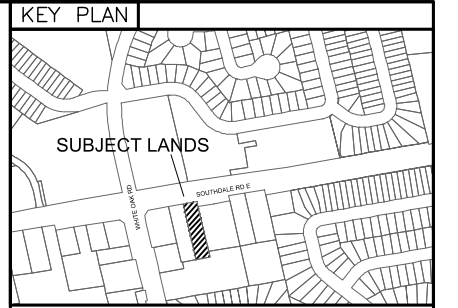 KEY PLAN
SUBJECT LANDS
SOUTHDALE RD E
WHITE OAK RD